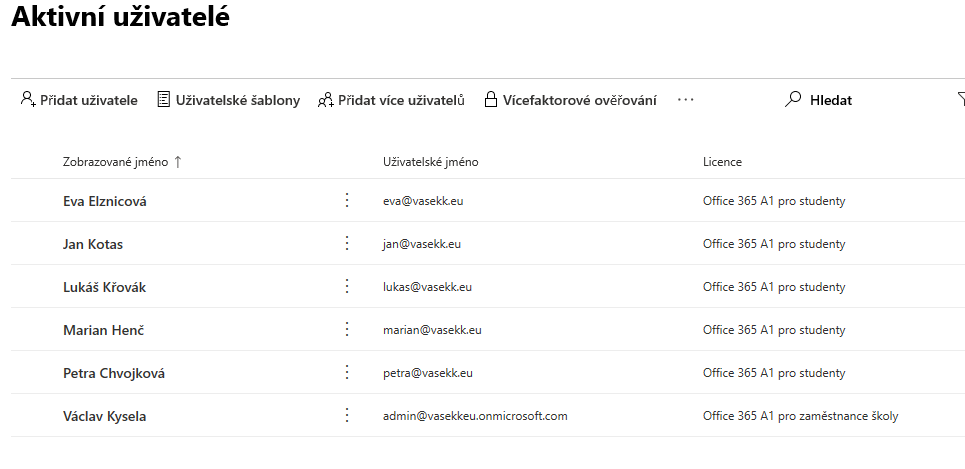 Aktivní uživatelé
Přidat uživatele Uživatelské šablony Přidat více uživatelů Vícefaktorové ověřování ··· Hledat
Zobrazované jméno ↑ Uživatelské jméno Licence
Eva Elznicová eva@vasekk.eu Office 365 A1 pro studenty
Jan Kotas jan@vasekk.eu Office 365 A1 pro studenty
Lukáš Křovák lukas@vasekk.eu Office 365 A1 pro studenty
Marian Henč marian@vasekk.eu Office 365 A1 pro studenty
Petra Chvojková petra@vasekk.eu Office 365 A1 pro studenty
Václav Kysela admin@vasekkeu.onmicrosoft.com Office 365 A1 pro zaměstnance školy